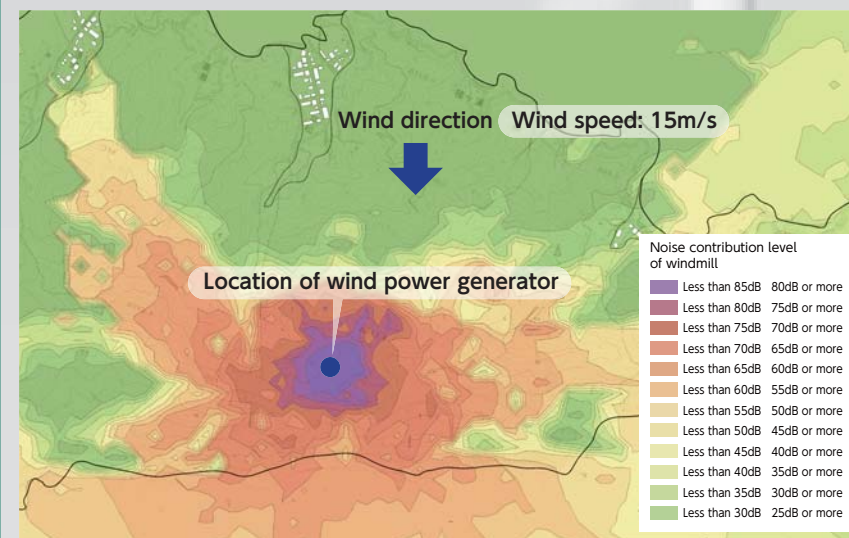 Wind direction Wind speed: 15m/s
Location of wind power generator
Noise contribution level
of windmill
Less than 85dB 80dB or more
Less than 80dB 75dB or more
Less than 75dB 70dB or more
Less than 70dB 65dB or more
Less than 65dB 60dB or more
Less than 60dB 55dB or more
Less than 55dB 50dB or more
Less than 50dB 45dB or more
Less than 45dB 40dB or more
Less than 40dB 35dB or more
Less than 35dB 30dB or more
Less than 30dB 25dB or more